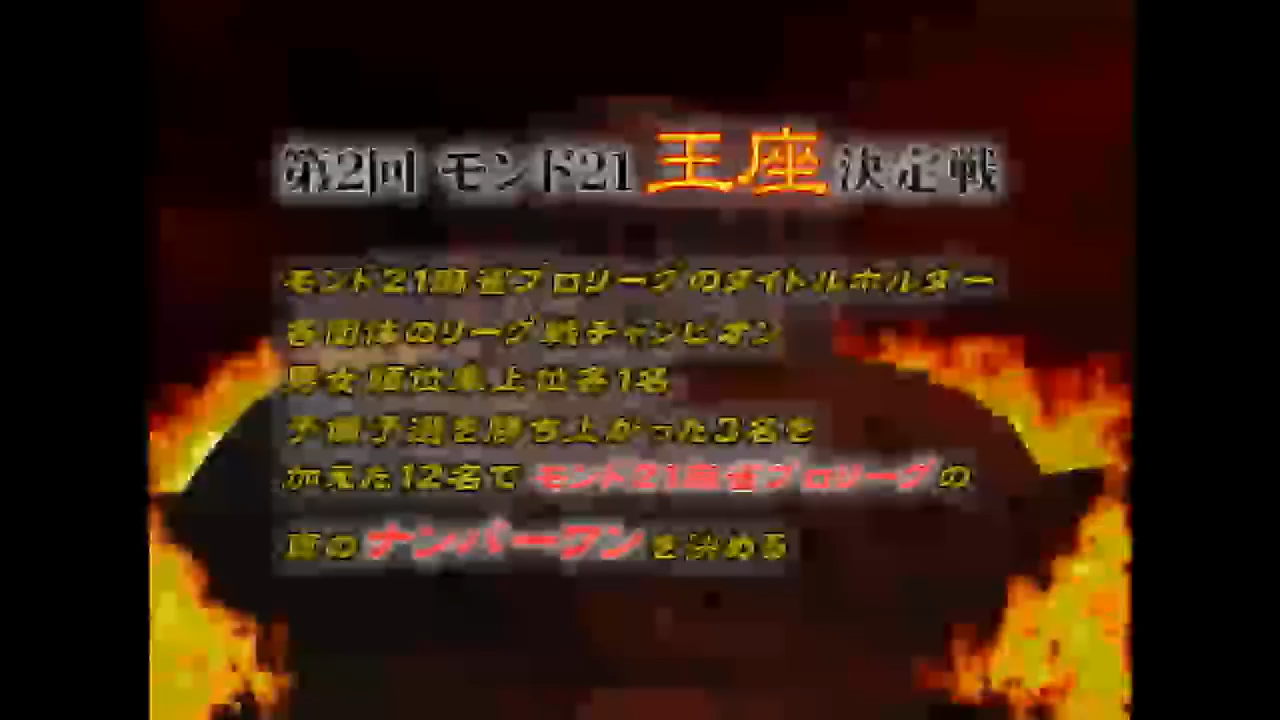 第2回 モンド21 王座 決定戦
モンド21麻雀プロリーグのタイトルホルダー
各団体のリーグ戦チャンピオン
男女順位 上位各1名
予備予選を勝ち上がった3名を
加えた12名で モンド21麻雀プロリーグの
真のナンバーワンを決める